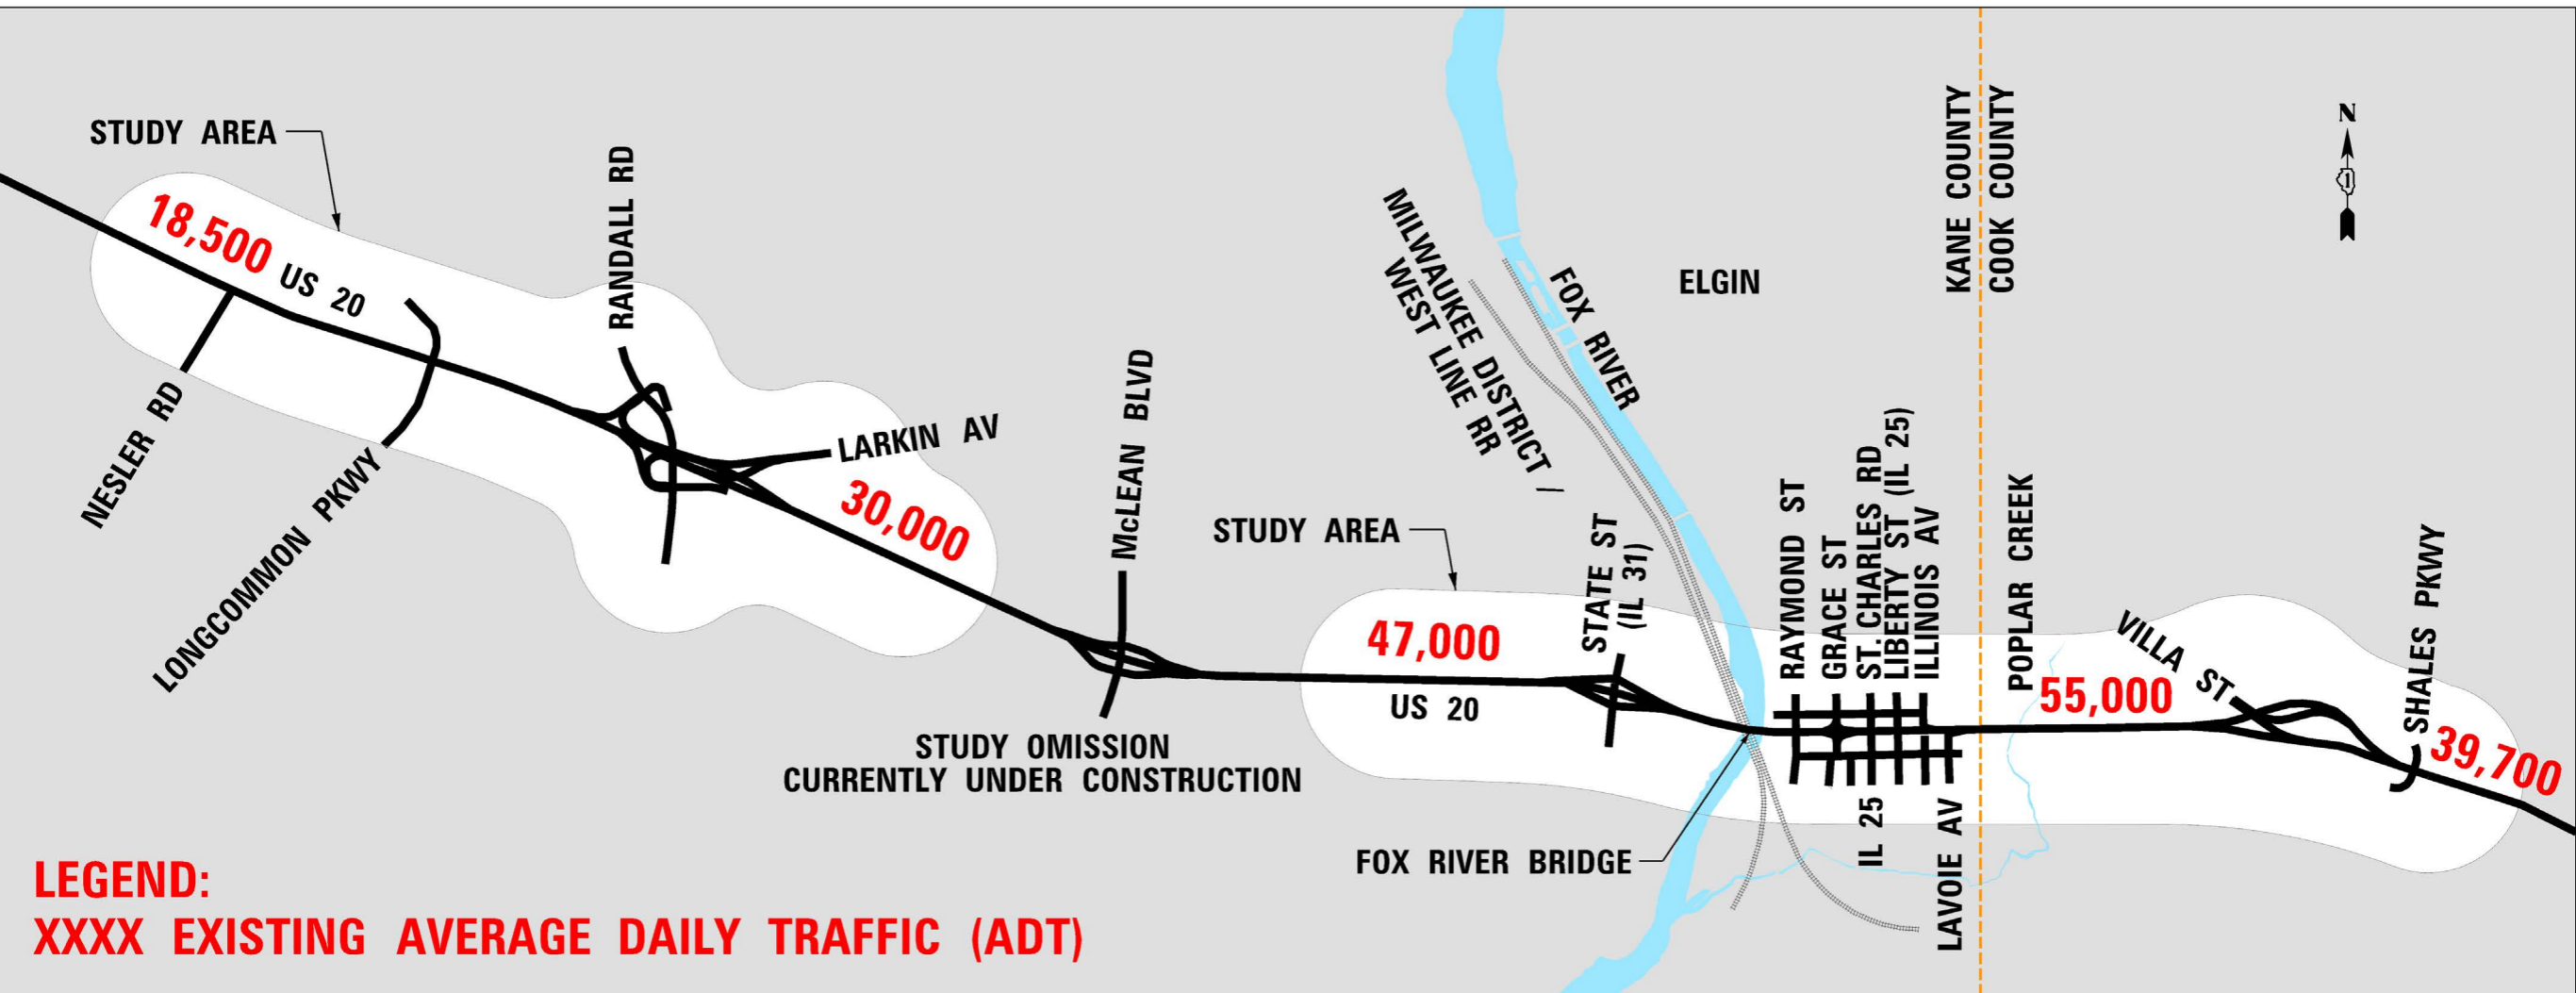 STUDY AREA
18,500
US 20
NESLER RD
LONGCOMMON PKWY
RANDALL RD
LARKIN AV
30,000
McLEAN BLVD
STUDY OMISSION
CURRENTLY UNDER CONSTRUCTION
STUDY AREA
47,000
US 20
STATE ST
(IL 31)
MILWAUKEE DISTRICT /
WEST LINE RR
FOX RIVER
ELGIN
FOX RIVER BRIDGE
RAYMOND ST
GRACE ST
ST. CHARLES RD
LIBERTY ST (IL 25)
ILLINOIS AV
IL 25
LAVOIE AV
KANE COUNTY
COOK COUNTY
POPLAR CREEK
55,000
VILLA ST
SHALES PKWY
39,700
N
1
LEGEND:
XXXX EXISTING AVERAGE DAILY TRAFFIC (ADT)